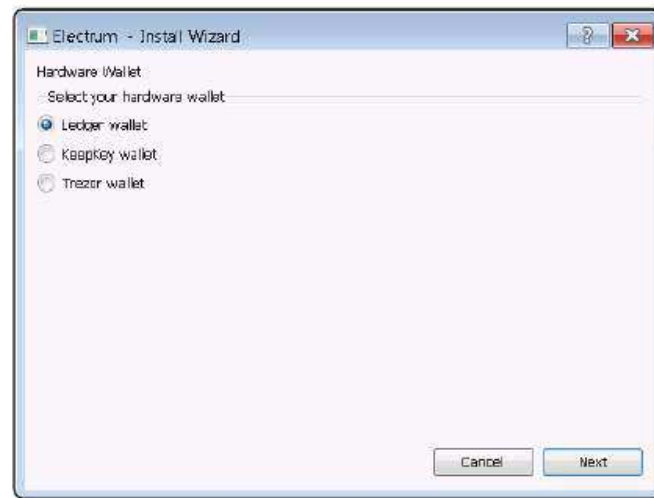 Electrum - Install Wizard
Hardware Wallet
Select your hardware wallet
Ledger wallet
KeepKey wallet
Trezor wallet
Cancel Next